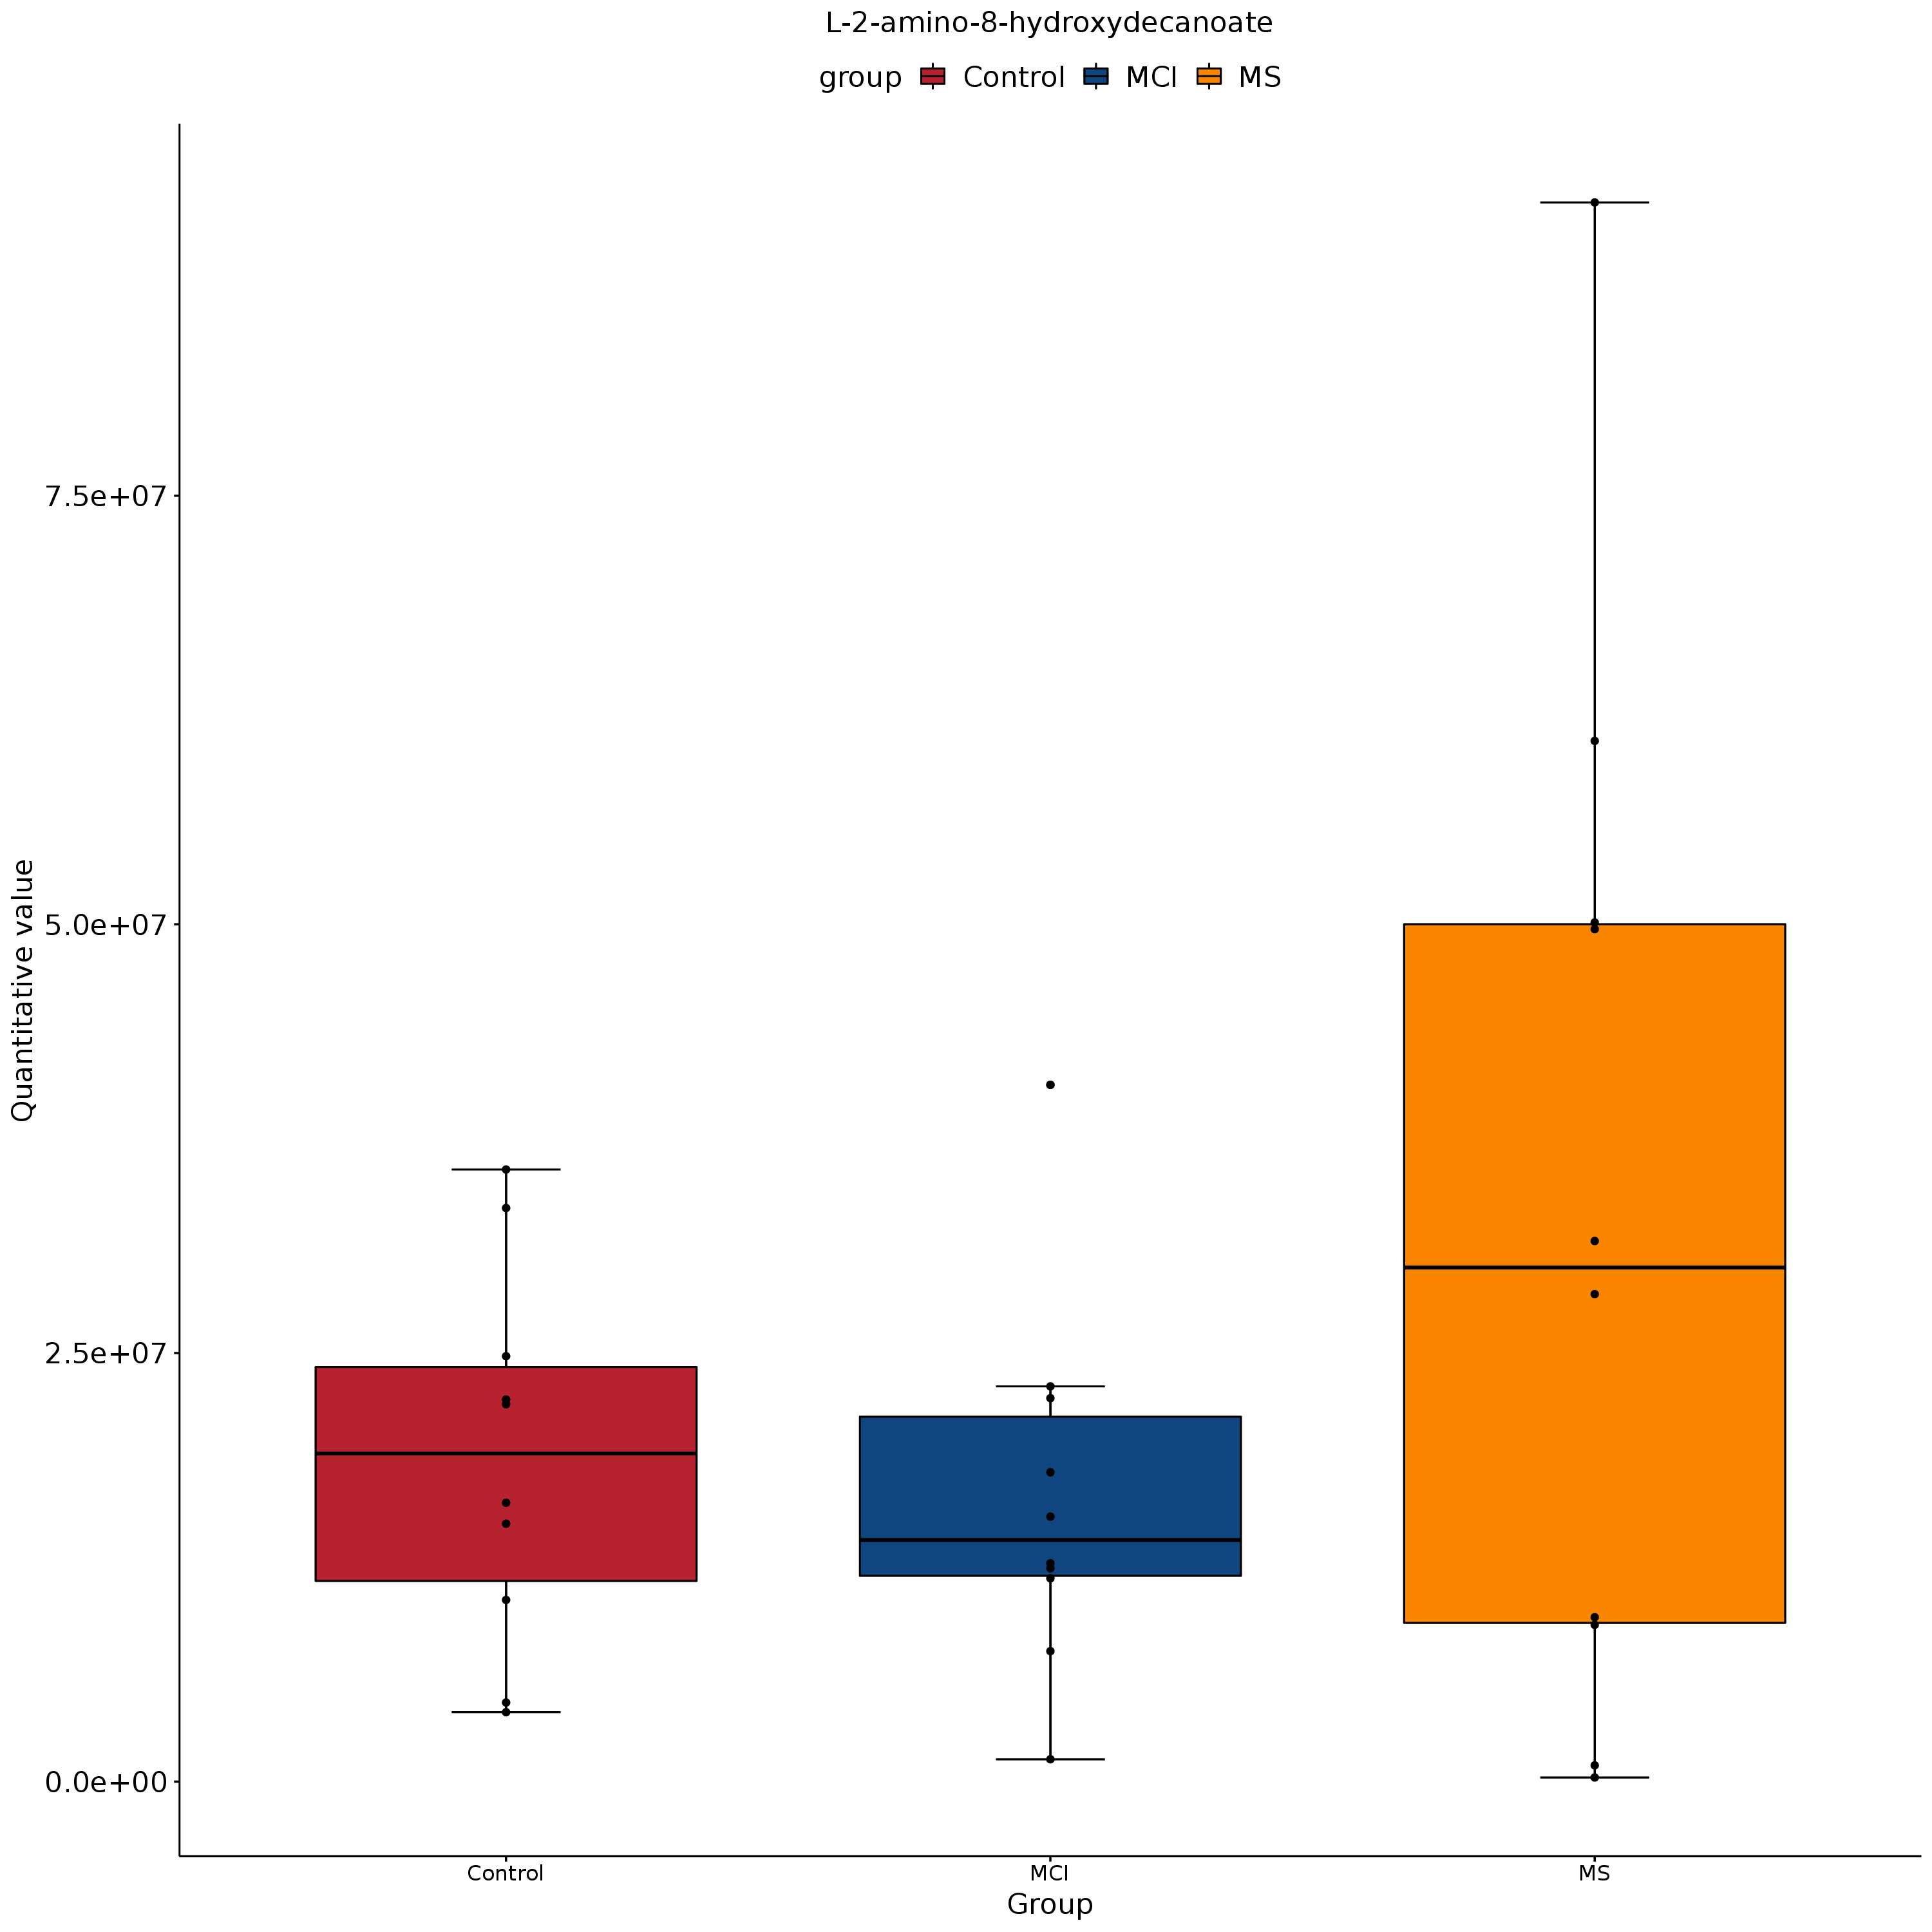 L-2-amino-8-hydroxydecanoate
group Control MCI MS
Quantitative value
7.5e+07
5.0e+07
2.5e+07
0.0e+00
Control MCI MS
Group